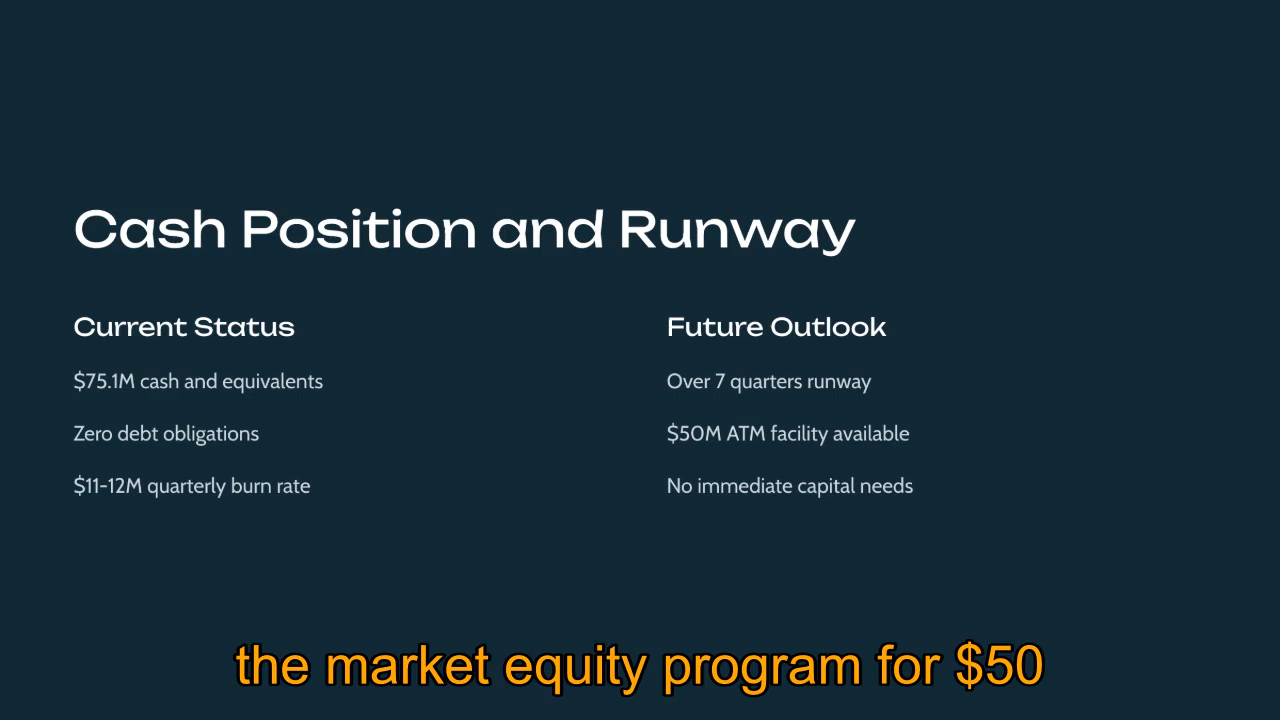 Cash Position and Runway
Current Status
$75.1M cash and equivalents
Zero debt obligations
$11-12M quarterly burn rate
Future Outlook
Over 7 quarters runway
$50M ATM facility available
No immediate capital needs
the market equity program for $50